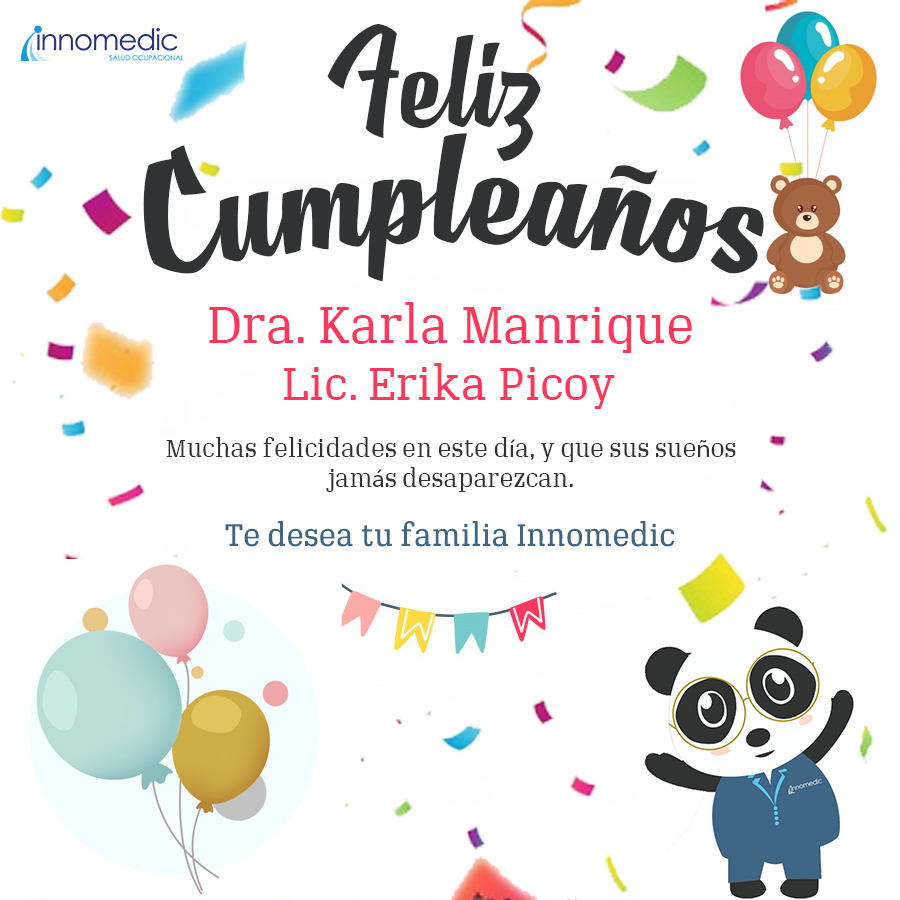 innomedic
SALUD OCUPACIONAL
Feliz
Cumpleaños
Dra. Karla Manrique
Lic. Erika Picoy
Muchas felicidades en este día, y que sus sueños
jamás desaparezcan.
Te desea tu familia Innomedic
innomedic